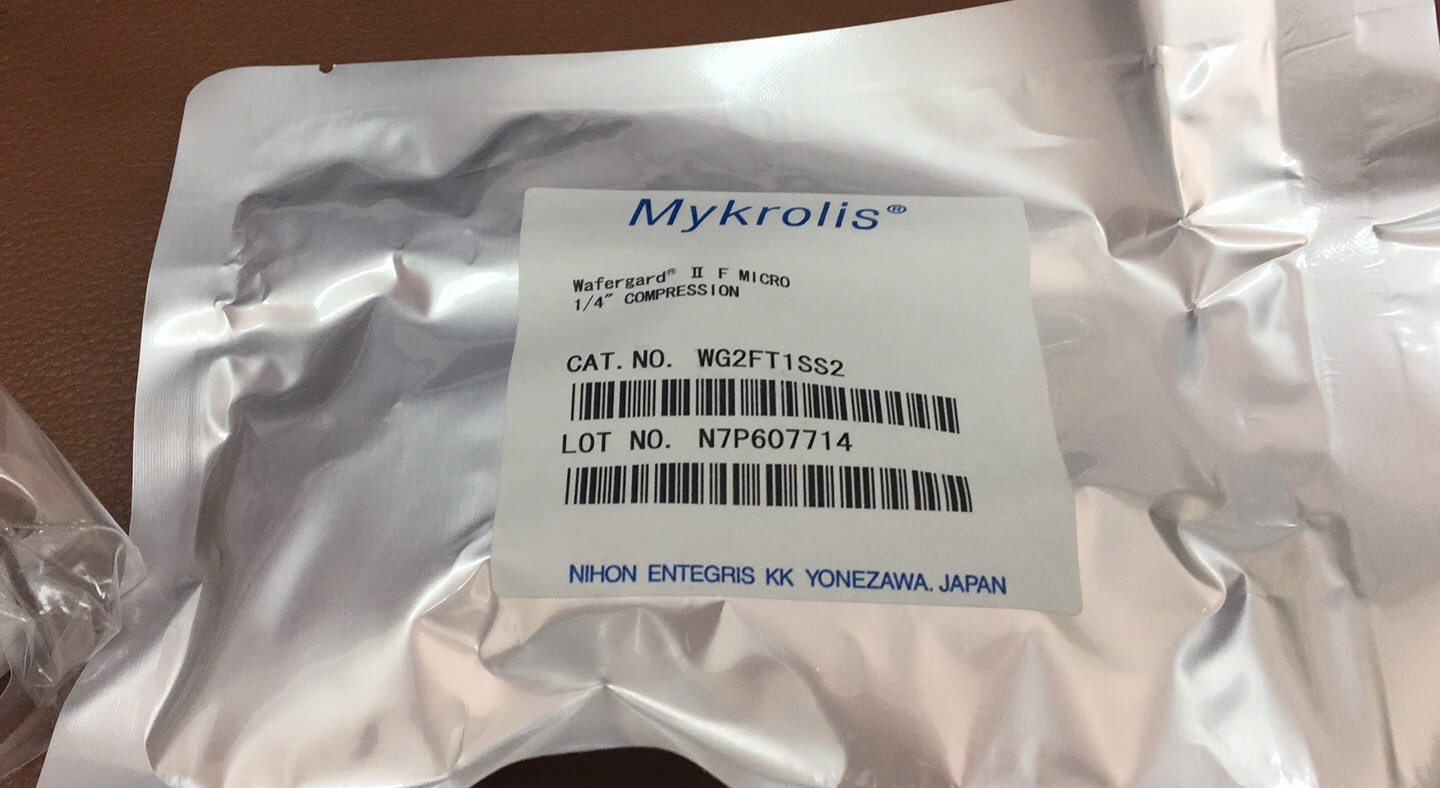 Mykrolis®
Wafergard® Ⅱ F MICRO
1/4" COMPRESSION
CAT. NO. WG2FT1SS2
LOT NO. N7P607714
NIHON ENTEGRIS KK YONEZAWA. JAPAN